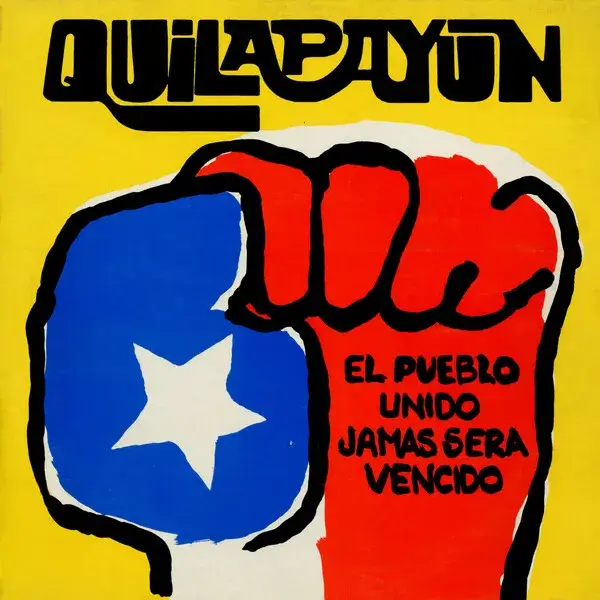 QUILAPAYUN
EL PUEBLO
UNIDO
JAMAS SERA
VENCIDO